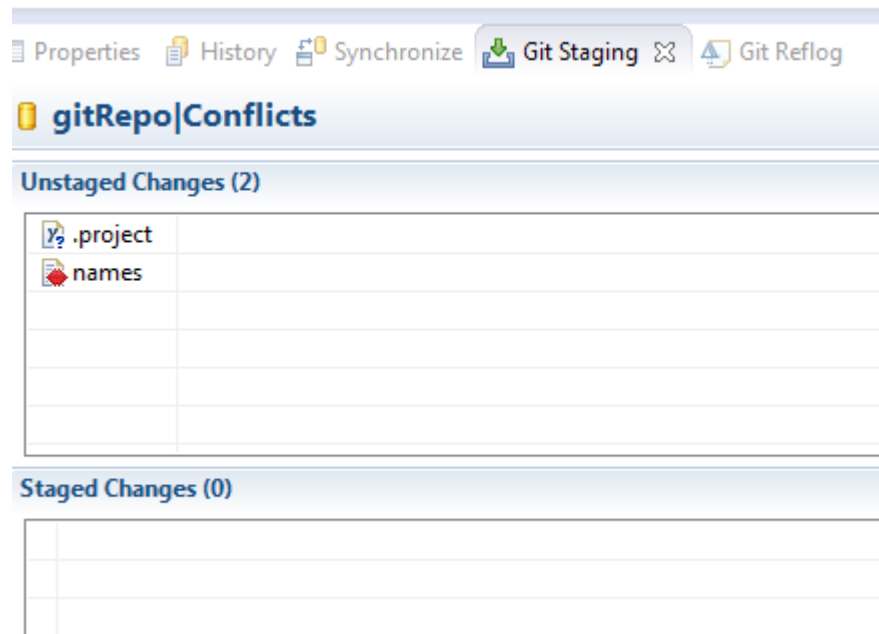 Properties History Synchronize Git Staging Git Reflog
gitRepo|Conflicts
Unstaged Changes (2)
.project
names
Staged Changes (0)